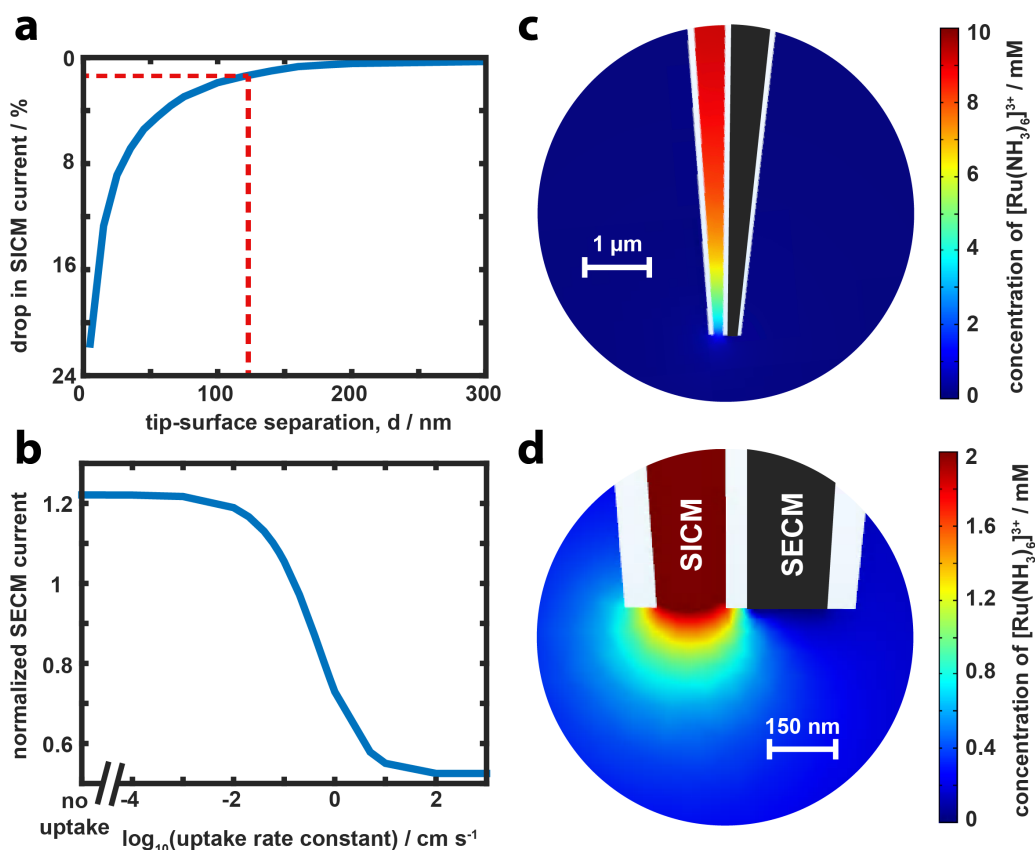 a
0
8
16
24
drop in SICM current / %
0
100
200
300
tip-surface separation, d / nm
b
1.2
1
0.8
0.6
normalized SECM current
no
uptake
-4
-2
0
2
log₁₀(uptake rate constant) / cm s⁻¹
c
1 µm
10
8
6
4
2
0
concentration of [Ru(NH₃)₆]³⁺ / mM
d
SICM
SECM
150 nm
2
1.6
1.2
0.8
0.4
0
concentration of [Ru(NH₃)₆]³⁺ / mM